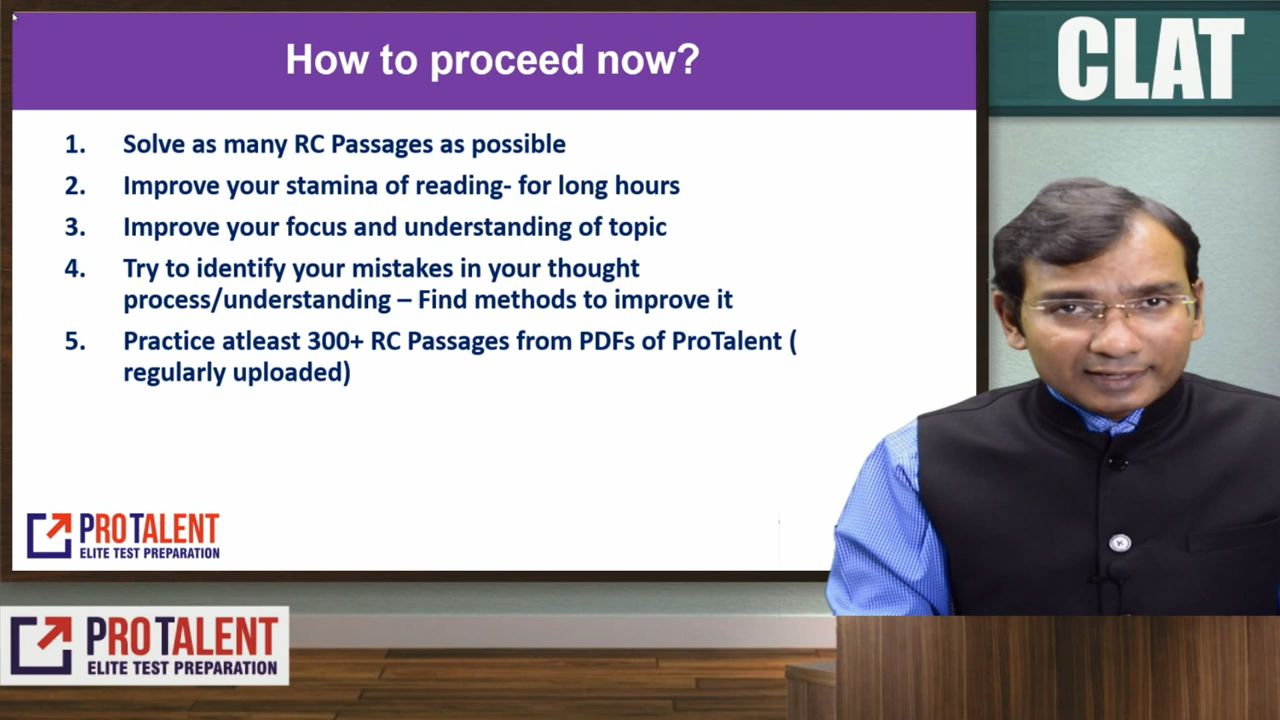 How to proceed now?
CLAT
1. Solve as many RC Passages as possible
2. Improve your stamina of reading- for long hours
3. Improve your focus and understanding of topic
4. Try to identify your mistakes in your thought
process/understanding – Find methods to improve it
5. Practice atleast 300+ RC Passages from PDFs of ProTalent (
regularly uploaded)
PROTALENT
ELITE TEST PREPARATION
PROTALENT
ELITE TEST PREPARATION